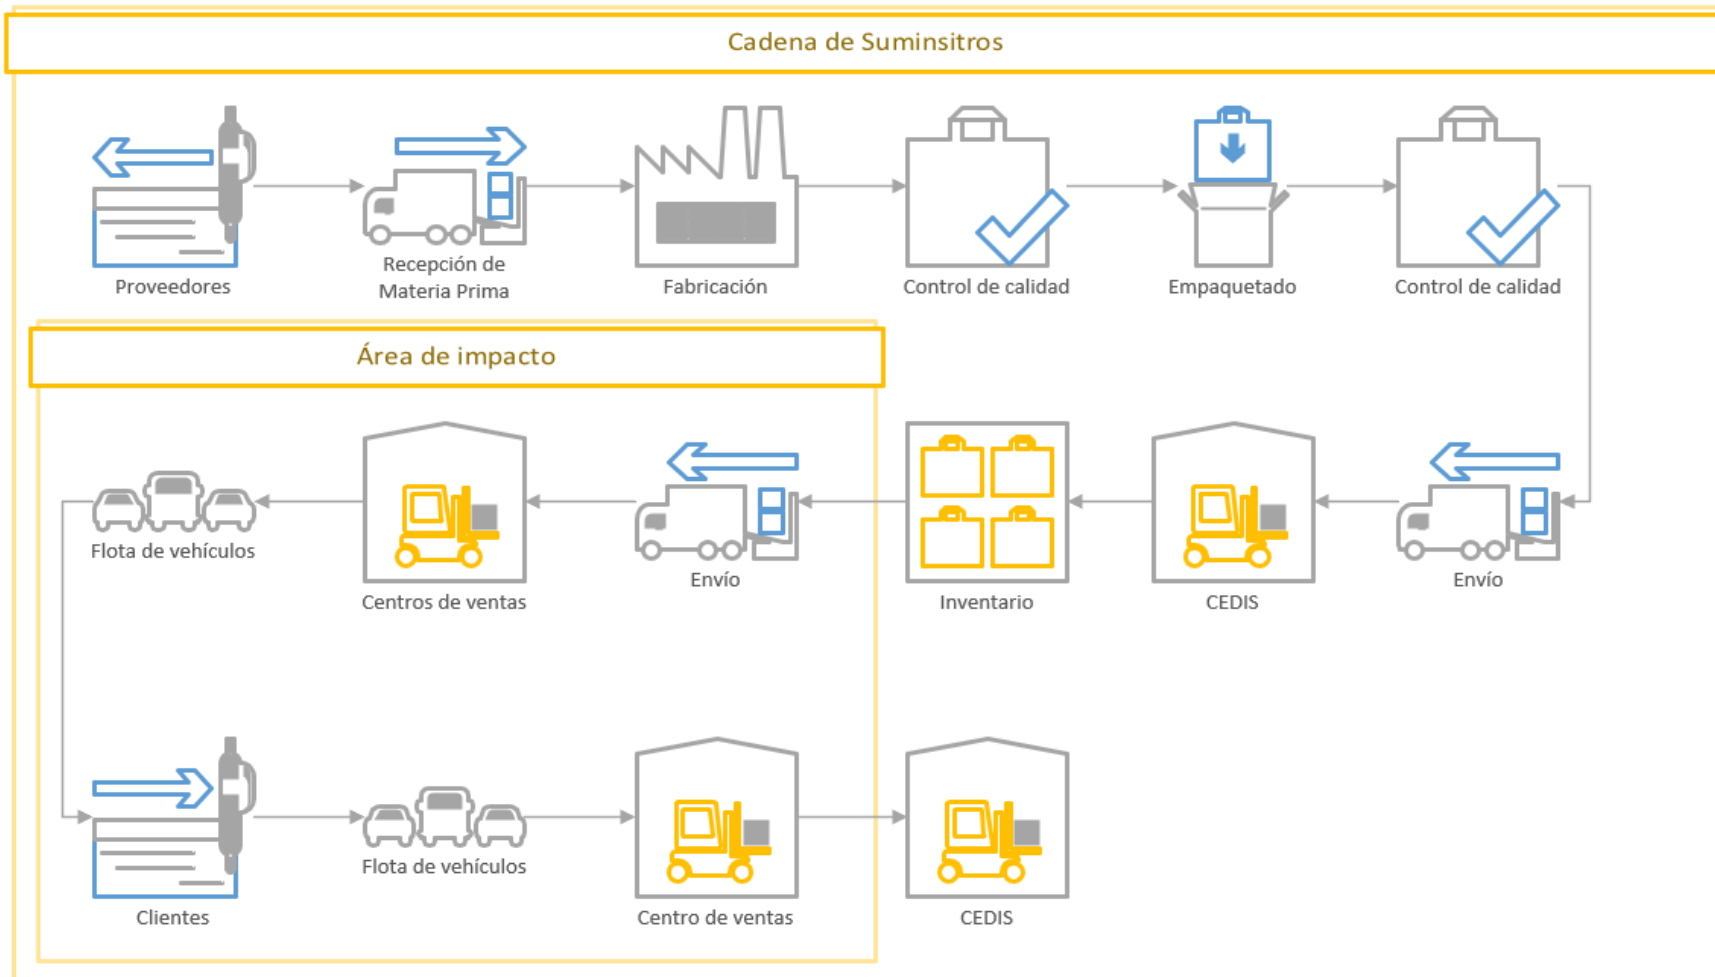 Cadena de Suminsitros
Proveedores
Recepción de
Materia Prima
Fabricación
Control de calidad
Empaquetado
Control de calidad
Área de impacto
Flota de vehículos
Centros de ventas
Envío
Inventario
CEDIS
Envío
Clientes
Flota de vehículos
Centro de ventas
CEDIS